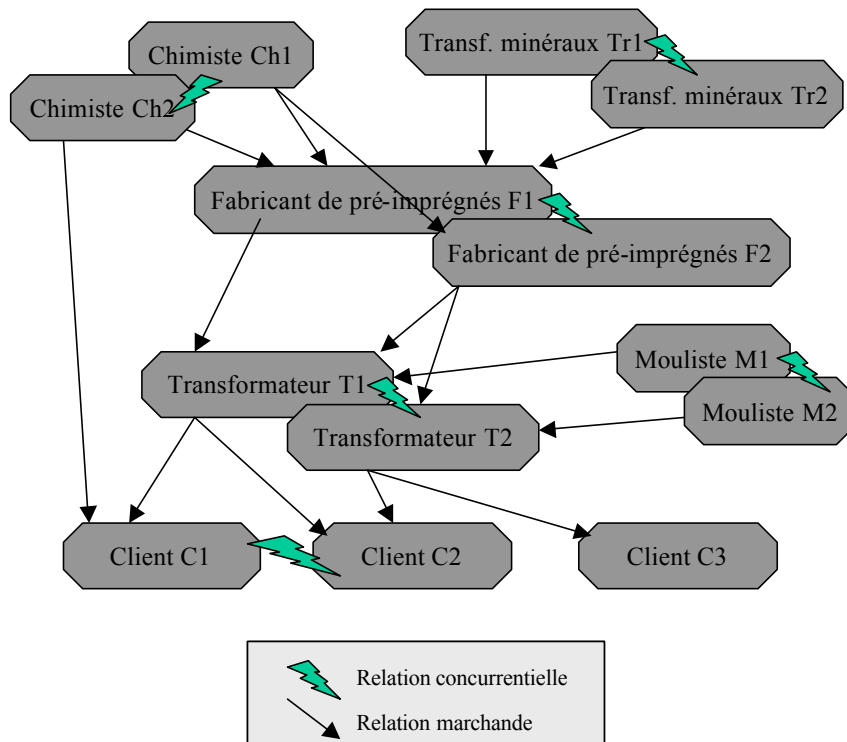 Chimiste Ch1
Transf. minéraux Tr1
Chimiste Ch2
Transf. minéraux Tr2
Fabricant de pré-imprégnés F1
Fabricant de pré-imprégnés F2
Transformateur T1
Mouliste M1
Mouliste M2
Transformateur T2
Client C1
Client C2
Client C3
Relation concurrentielle
Relation marchande